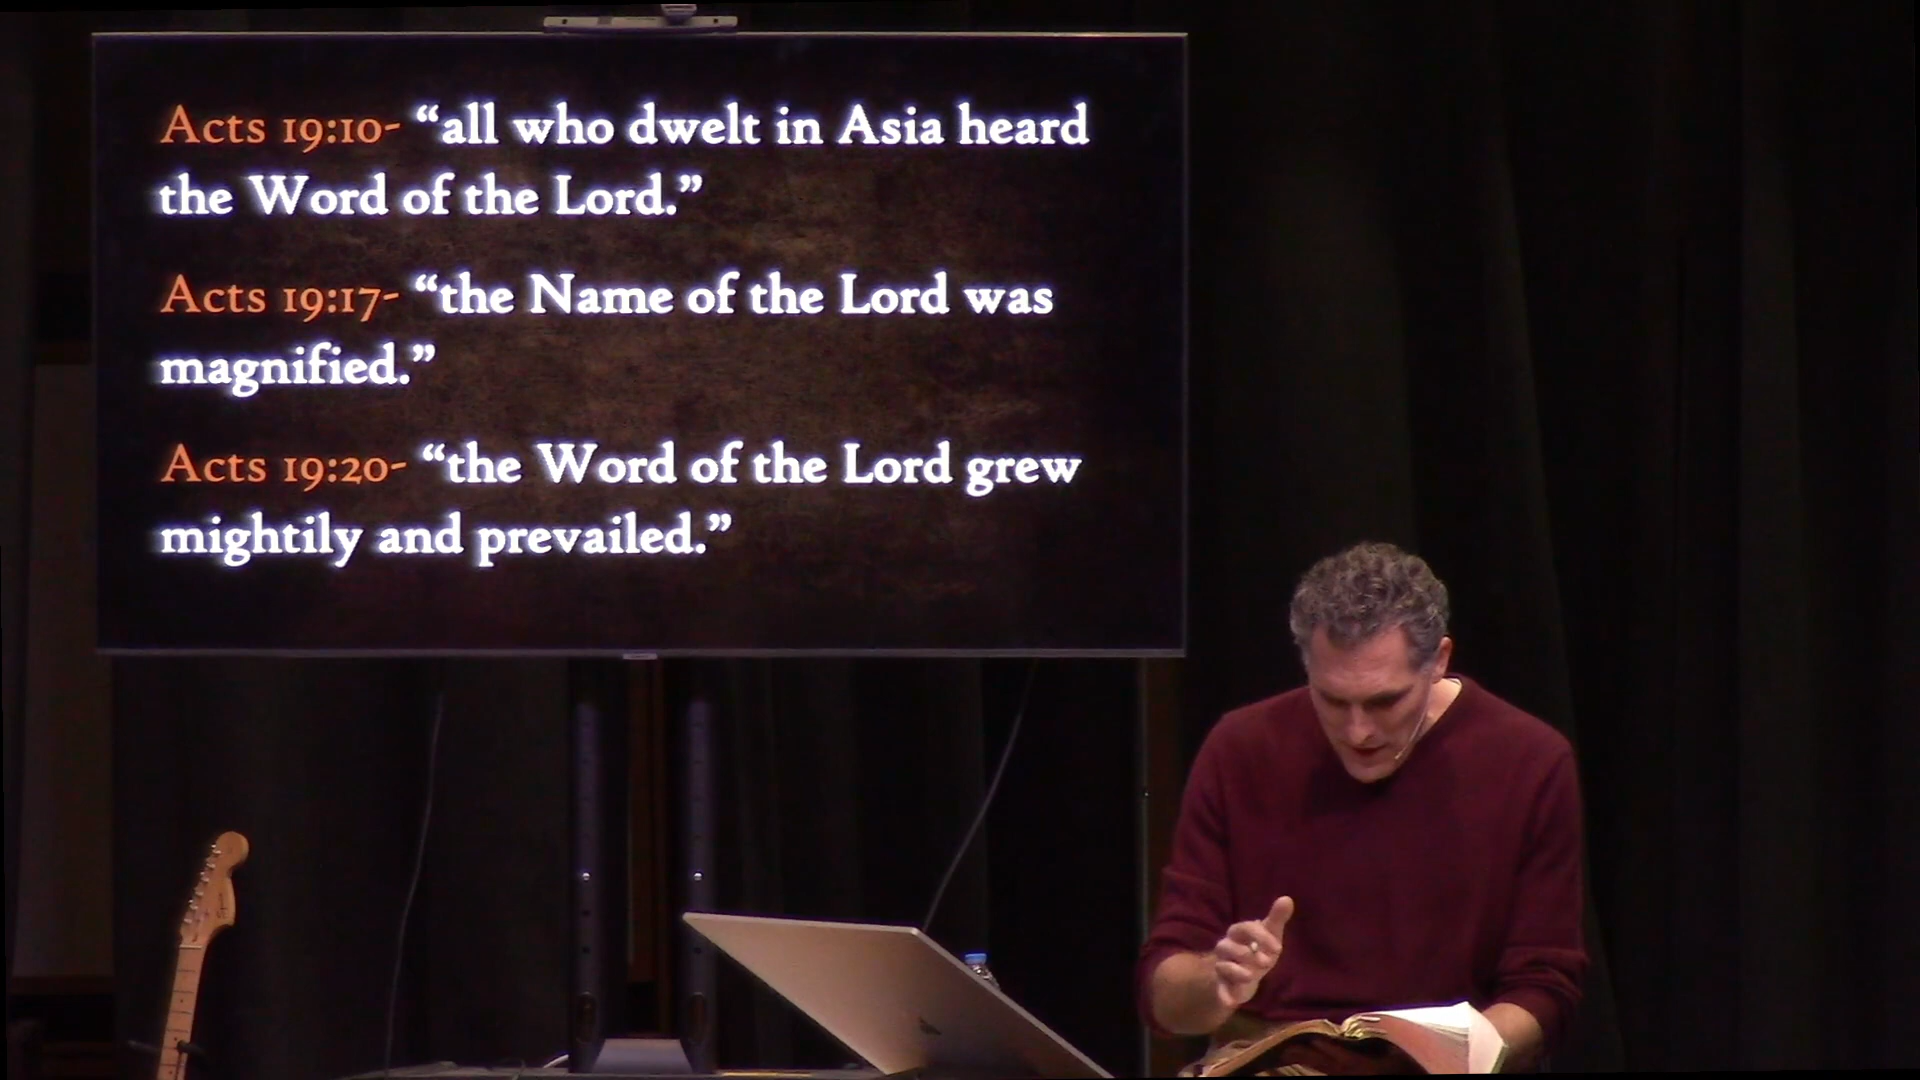 Acts 19:10- “all who dwelt in Asia heard
the Word of the Lord.”
Acts 19:17- “the Name of the Lord was
magnified.”
Acts 19:20- “the Word of the Lord grew
mightily and prevailed.”